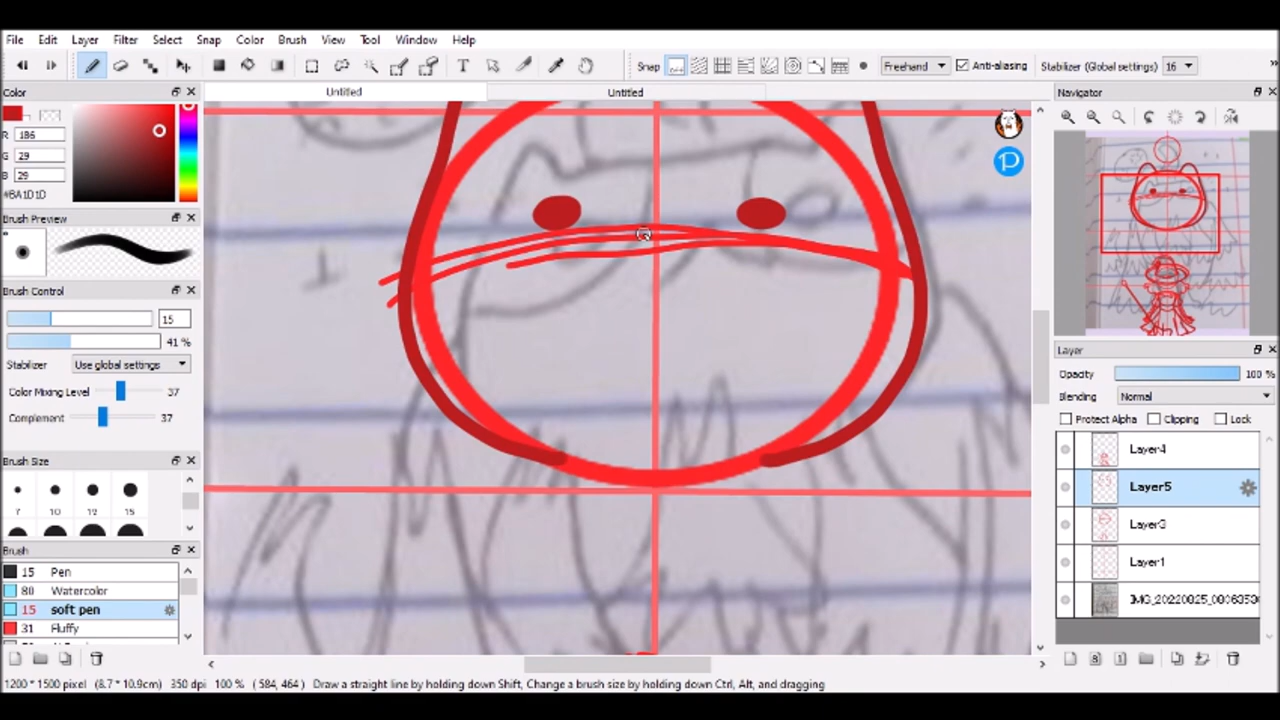 File Edit Layer Filter Select Snap Color Brush View Tool Window Help
T Snap Freehand Anti-aliasing Stabilizer (Global settings) 16
Color
Untitled
Untitled
Navigator
R 186
G 29
B 29
#BA1D1D
Brush Preview
Brush Control
15
41 %
Stabilizer Use global settings
Color Mixing Level 37
Complement 37
Brush Size
7 10 12 15
Brush
15 Pen
80 Watercolor
15 soft pen
31 Fluffy
Layer
Opacity 100 %
Blending Normal
Protect Alpha Clipping Lock
Layer4
Layer5
Layer3
Layer1
1200 * 1500 pixel (8.7 * 10.9cm) 350 dpi 100 % ( 584, 464 ) Draw a straight line by holding down Shift, Change a brush size by holding down Ctrl, Alt, and dragging